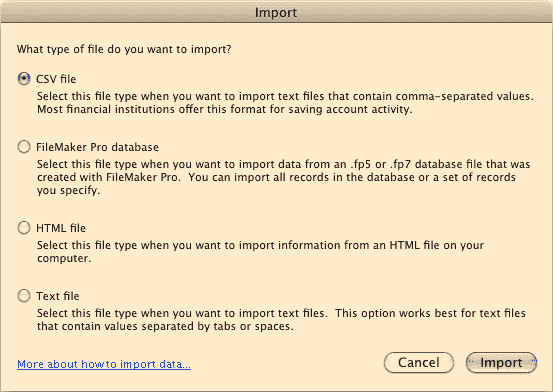 Import
What type of file do you want to import?
CSV file
Select this file type when you want to import text files that contain comma-separated values.
Most financial institutions offer this format for saving account activity.
FileMaker Pro database
Select this file type when you want to import data from an .fp5 or .fp7 database file that was
created with FileMaker Pro.  You can import all records in the database or a set of records
you specify.
HTML file
Select this file type when you want to import information from an HTML file on your
computer.
Text file
Select this file type when you want to import text files.  This option works best for text files
that contain values separated by tabs or spaces.
More about how to import data...
Cancel
Import